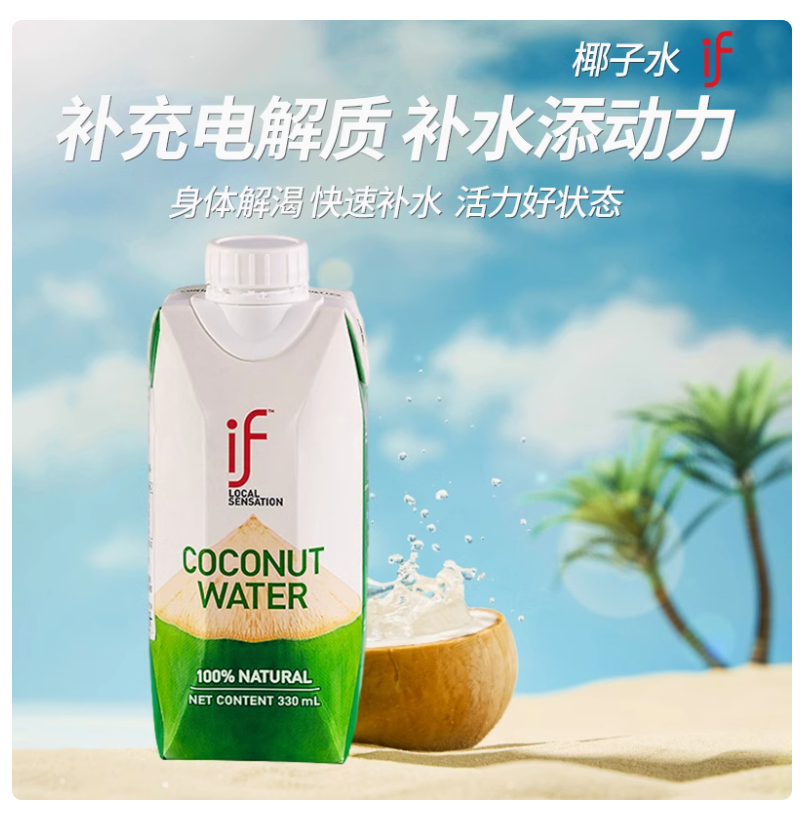 椰子水 if
补充电解质 补水添动力
身体解渴 快速补水 活力好状态
if™
LOCAL
SENSATION
COCONUT
WATER
100% NATURAL
NET CONTENT 330 mL